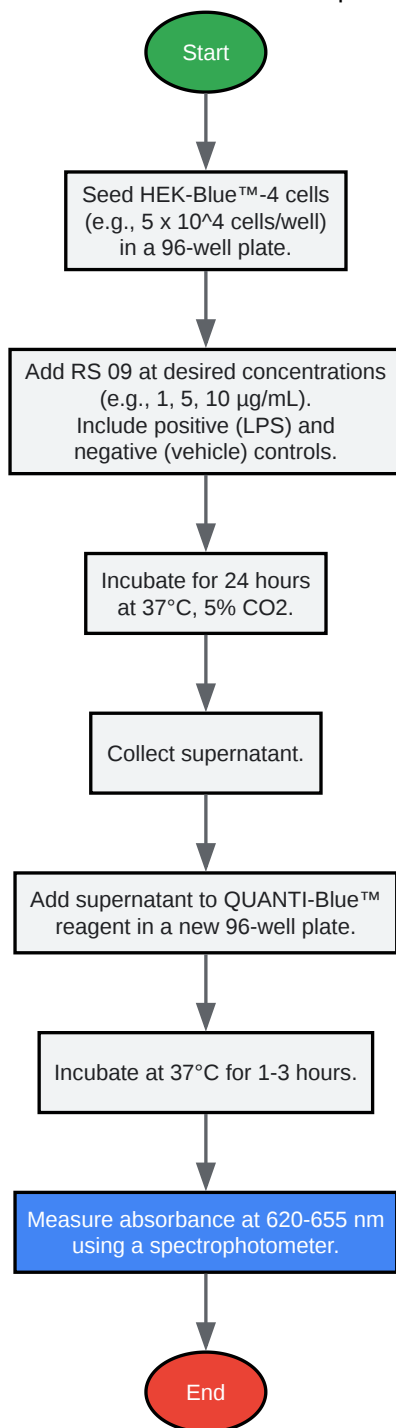 Start
Seed HEK-Blue™-4 cells
(e.g., 5 x 10^4 cells/well)
in a 96-well plate.
Add RS 09 at desired concentrations
(e.g., 1, 5, 10 µg/mL).
Include positive (LPS) and
negative (vehicle) controls.
Incubate for 24 hours
at 37°C, 5% CO2.
Collect supernatant.
Add supernatant to QUANTI-Blue™
reagent in a new 96-well plate.
Incubate at 37°C for 1-3 hours.
Measure absorbance at 620-655 nm
using a spectrophotometer.
End